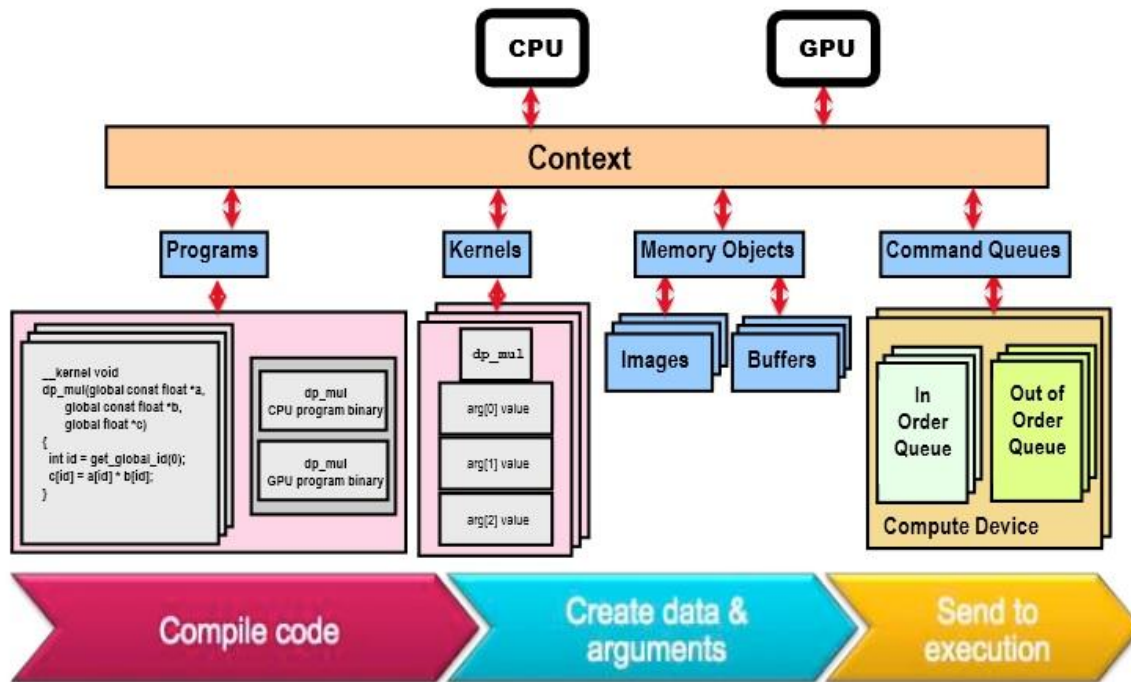 CPU
GPU
Context
Programs
Kernels
Memory Objects
Command Queues
__kernel void
dp_mul(global const float *a,
global const float *b,
global float *c)
{
int id = get_global_id(0);
c[id] = a[id] * b[id];
}
dp_mul
CPU program binary
dp_mul
GPU program binary
dp_mul
arg[0] value
arg[1] value
arg[2] value
Images
Buffers
In
Order
Queue
Out of
Order
Queue
Compute Device
Compile code
Create data &
arguments
Send to
execution